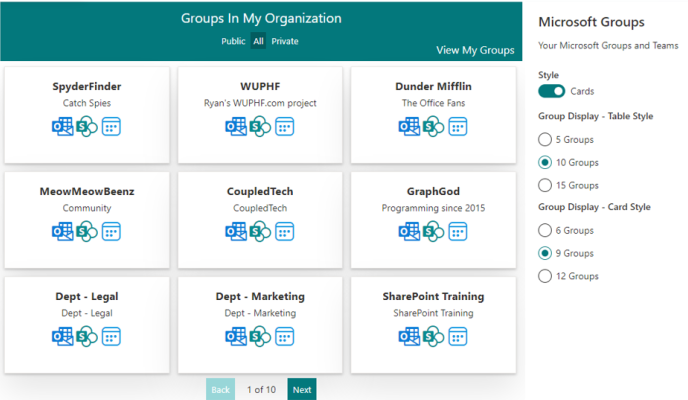 Groups In My Organization
Public All Private
View My Groups
SpyderFinder
Catch Spies
WUPHF
Ryan's WUPHF.com project
Dunder Mifflin
The Office Fans
MeowMeowBeenz
Community
CoupledTech
CoupledTech
GraphGod
Programming since 2015
Dept - Legal
Dept - Legal
Dept - Marketing
Dept - Marketing
SharePoint Training
SharePoint Training
Back 1 of 10 Next
Microsoft Groups
Your Microsoft Groups and Teams
Style
Cards
Group Display - Table Style
5 Groups
10 Groups
15 Groups
Group Display - Card Style
6 Groups
9 Groups
12 Groups